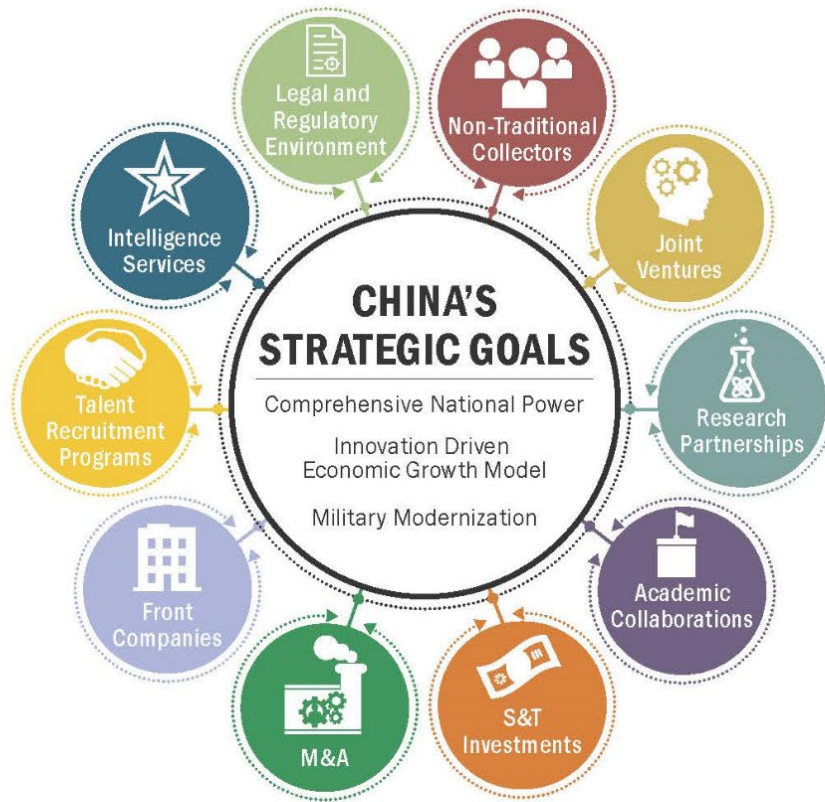 CHINA'S
STRATEGIC GOALS
Comprehensive National Power
Innovation Driven
Economic Growth Model
Military Modernization
Legal and
Regulatory
Environment
Non-Traditional
Collectors
Joint
Ventures
Research
Partnerships
Academic
Collaborations
S&T
Investments
M&A
Front
Companies
Talent
Recruitment
Programs
Intelligence
Services